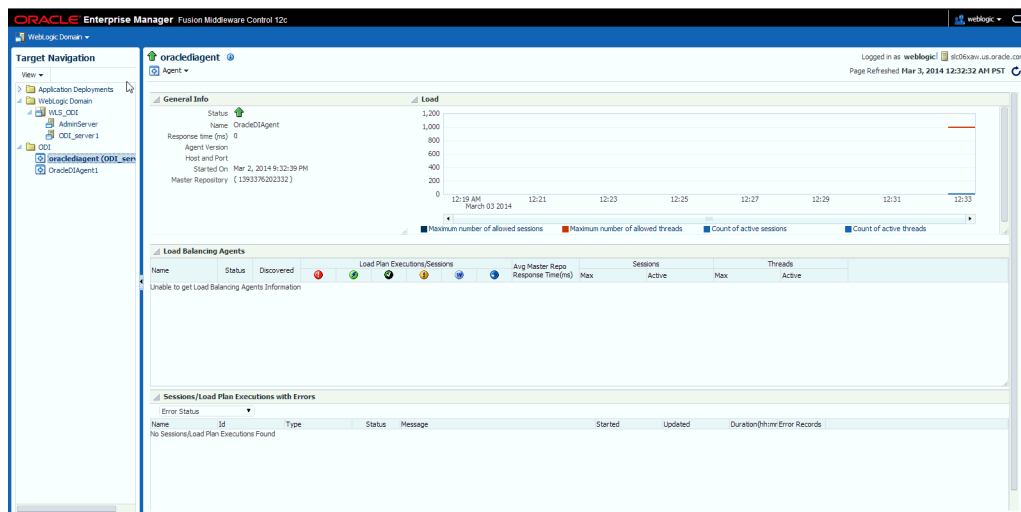 ORACLE Enterprise Manager Fusion Middleware Control 12c
weblogic
WebLogic Domain
Target Navigation
View
Application Deployments
WebLogic Domain
WLS_ODI
AdminServer
ODI_server1
ODI
oraclediagent (ODI_serv
OracleDIAgent1
oraclediagent
Agent
Logged in as weblogic slc06xaw.us.oracle.com
Page Refreshed Mar 3, 2014 12:32:32 AM PST
General Info
Status
Name OracleDIAgent
Response time (ms) 0
Agent Version
Host and Port
Started On Mar 2, 2014 9:32:39 PM
Master Repository ( 1393376202332 )
Load
1,200
1,000
800
600
400
200
0
12:19 AM 12:21 12:23 12:25 12:27 12:29 12:31 12:33
March 03 2014
Maximum number of allowed sessions Maximum number of allowed threads Count of active sessions Count of active threads
Load Balancing Agents
Name Status Discovered Load Plan Executions/Sessions Avg Master Repo Response Time(ms) Sessions Threads
Max Active Max Active
Unable to get Load Balancing Agents Information
Sessions/Load Plan Executions with Errors
Error Status
Name Id Type Status Message Started Updated Duration(hh:mm Error Records
No Sessions/Load Plan Executions Found